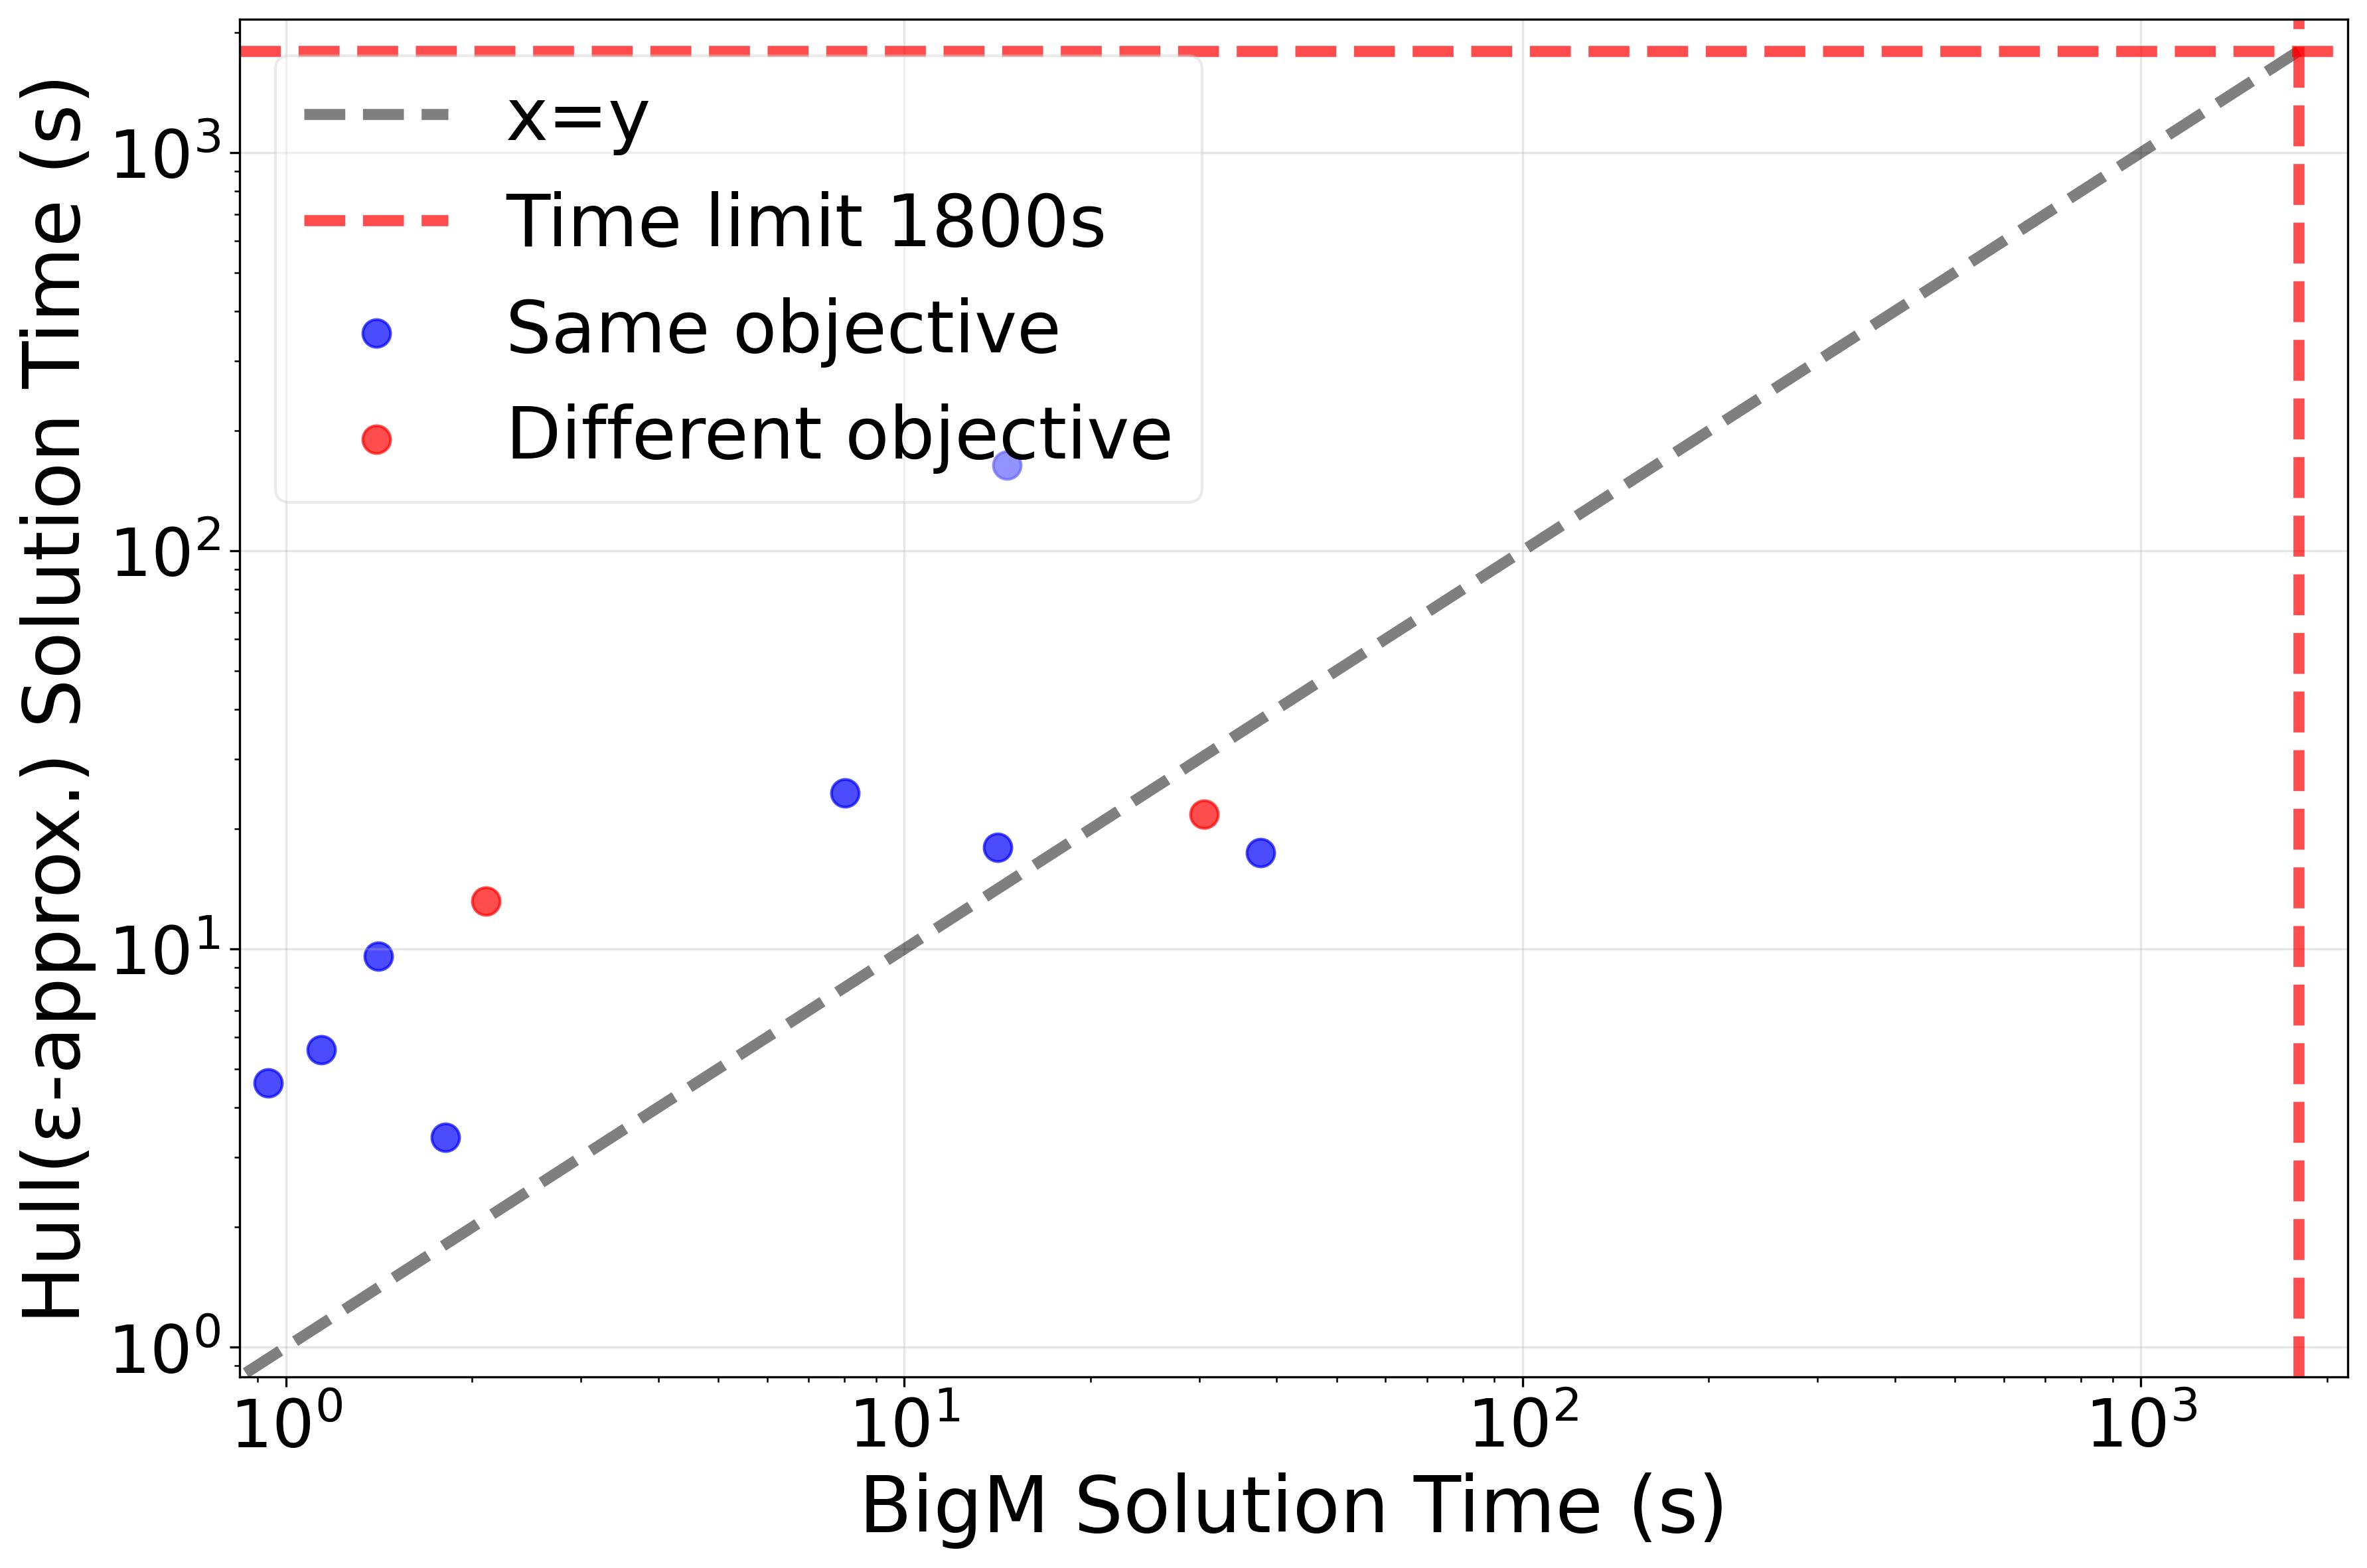 Hull(ε-approx.) Solution Time (s)
10³
10²
10¹
10⁰
x=y
Time limit 1800s
Same objective
Different objective
10⁰ 10¹ 10² 10³
BigM Solution Time (s)